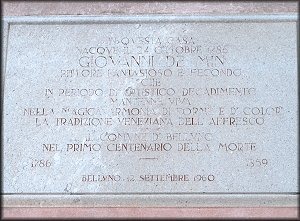 IN QUESTA CASA
NACQUE IL 24 OTTOBRE 1786
GIOVANNI DE MIN
PITTORE FANTASIOSO E FECONDO
CHE
IN PERIODO DI ARTISTICO DECADIMENTO
MANTENNE VIVA
NELLA MAGICA ARMONIA DI FORME E DI COLORI
LA TRADIZIONE VENEZIANA DELL'AFFRESCO
IL COMUNE DI BELLUNO
NEL PRIMO CENTENARIO DELLA MORTE
1786 1859
BELLUNO, 12 SETTEMBRE 1960